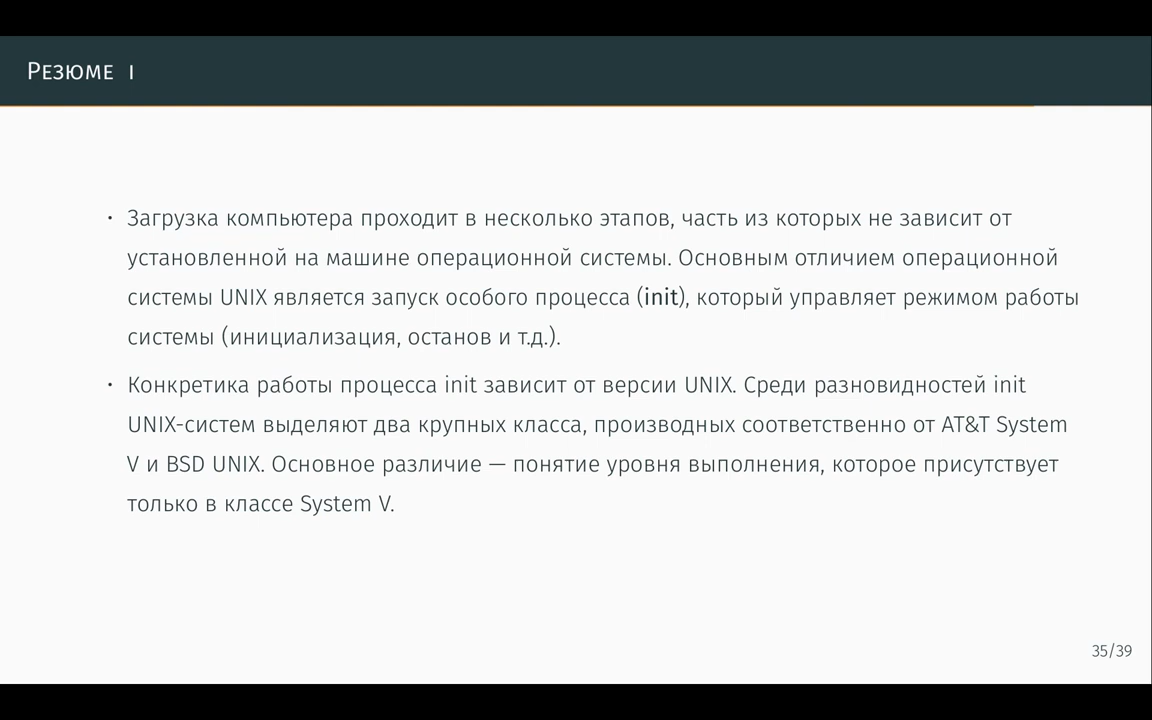 Резюме I
• Загрузка компьютера проходит в несколько этапов, часть из которых не зависит от
установленной на машине операционной системы. Основным отличием операционной
системы UNIX является запуск особого процесса (init), который управляет режимом работы
системы (инициализация, останов и т.д.).
• Конкретика работы процесса init зависит от версии UNIX. Среди разновидностей init
UNIX-систем выделяют два крупных класса, производных соответственно от AT&T System
V и BSD UNIX. Основное различие — понятие уровня выполнения, которое присутствует
только в классе System V.
35/39